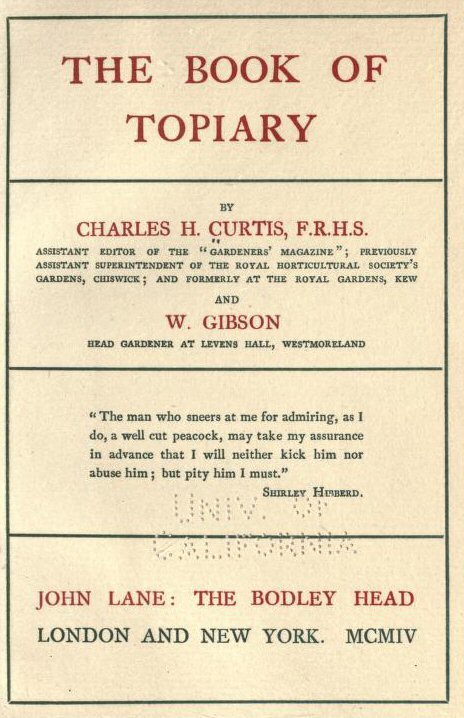 THE BOOK OF
TOPIARY
BY
CHARLES H. CURTIS, F.R.H.S.
ASSISTANT EDITOR OF THE "GARDENERS' MAGAZINE"; PREVIOUSLY
ASSISTANT SUPERINTENDENT OF THE ROYAL HORTICULTURAL SOCIETY'S
GARDENS, CHISWICK; AND FORMERLY AT THE ROYAL GARDENS, KEW
AND
W. GIBSON
HEAD GARDENER AT LEVENS HALL, WESTMORELAND
"The man who sneers at me for admiring, as I
do, a well cut peacock, may take my assurance
in advance that I will neither kick him nor
abuse him; but pity him I must."
SHIRLEY HIBBERD.
UNIV. OF
CALIFORNIA
JOHN LANE: THE BODLEY HEAD
LONDON AND NEW YORK. MCMIV